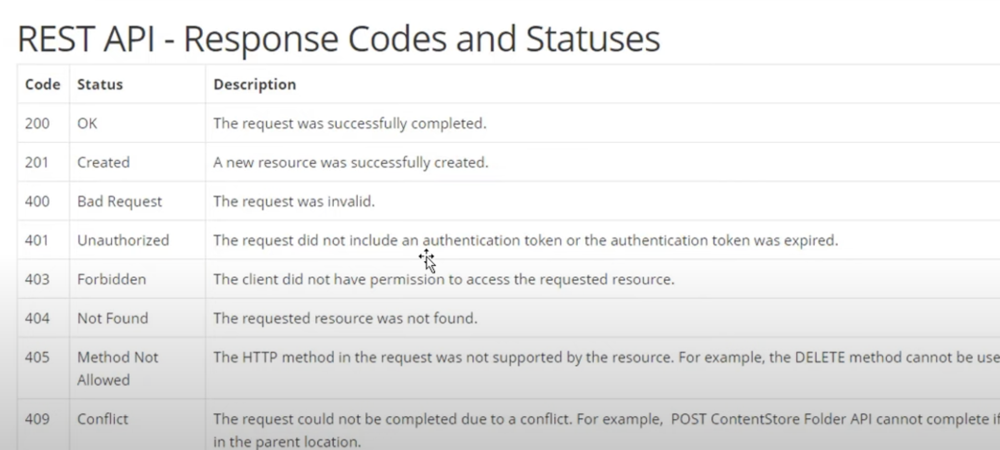 REST API - Response Codes and Statuses
Code Status Description
200 OK The request was successfully completed.
201 Created A new resource was successfully created.
400 Bad Request The request was invalid.
401 Unauthorized The request did not include an authentication token or the authentication token was expired.
403 Forbidden The client did not have permission to access the requested resource.
404 Not Found The requested resource was not found.
405 Method Not The HTTP method in the request was not supported by the resource. For example, the DELETE method cannot be
Allowed
409 Conflict The request could not be completed due to a conflict. For example, POST ContentStore Folder API cannot complete if
in the parent location.